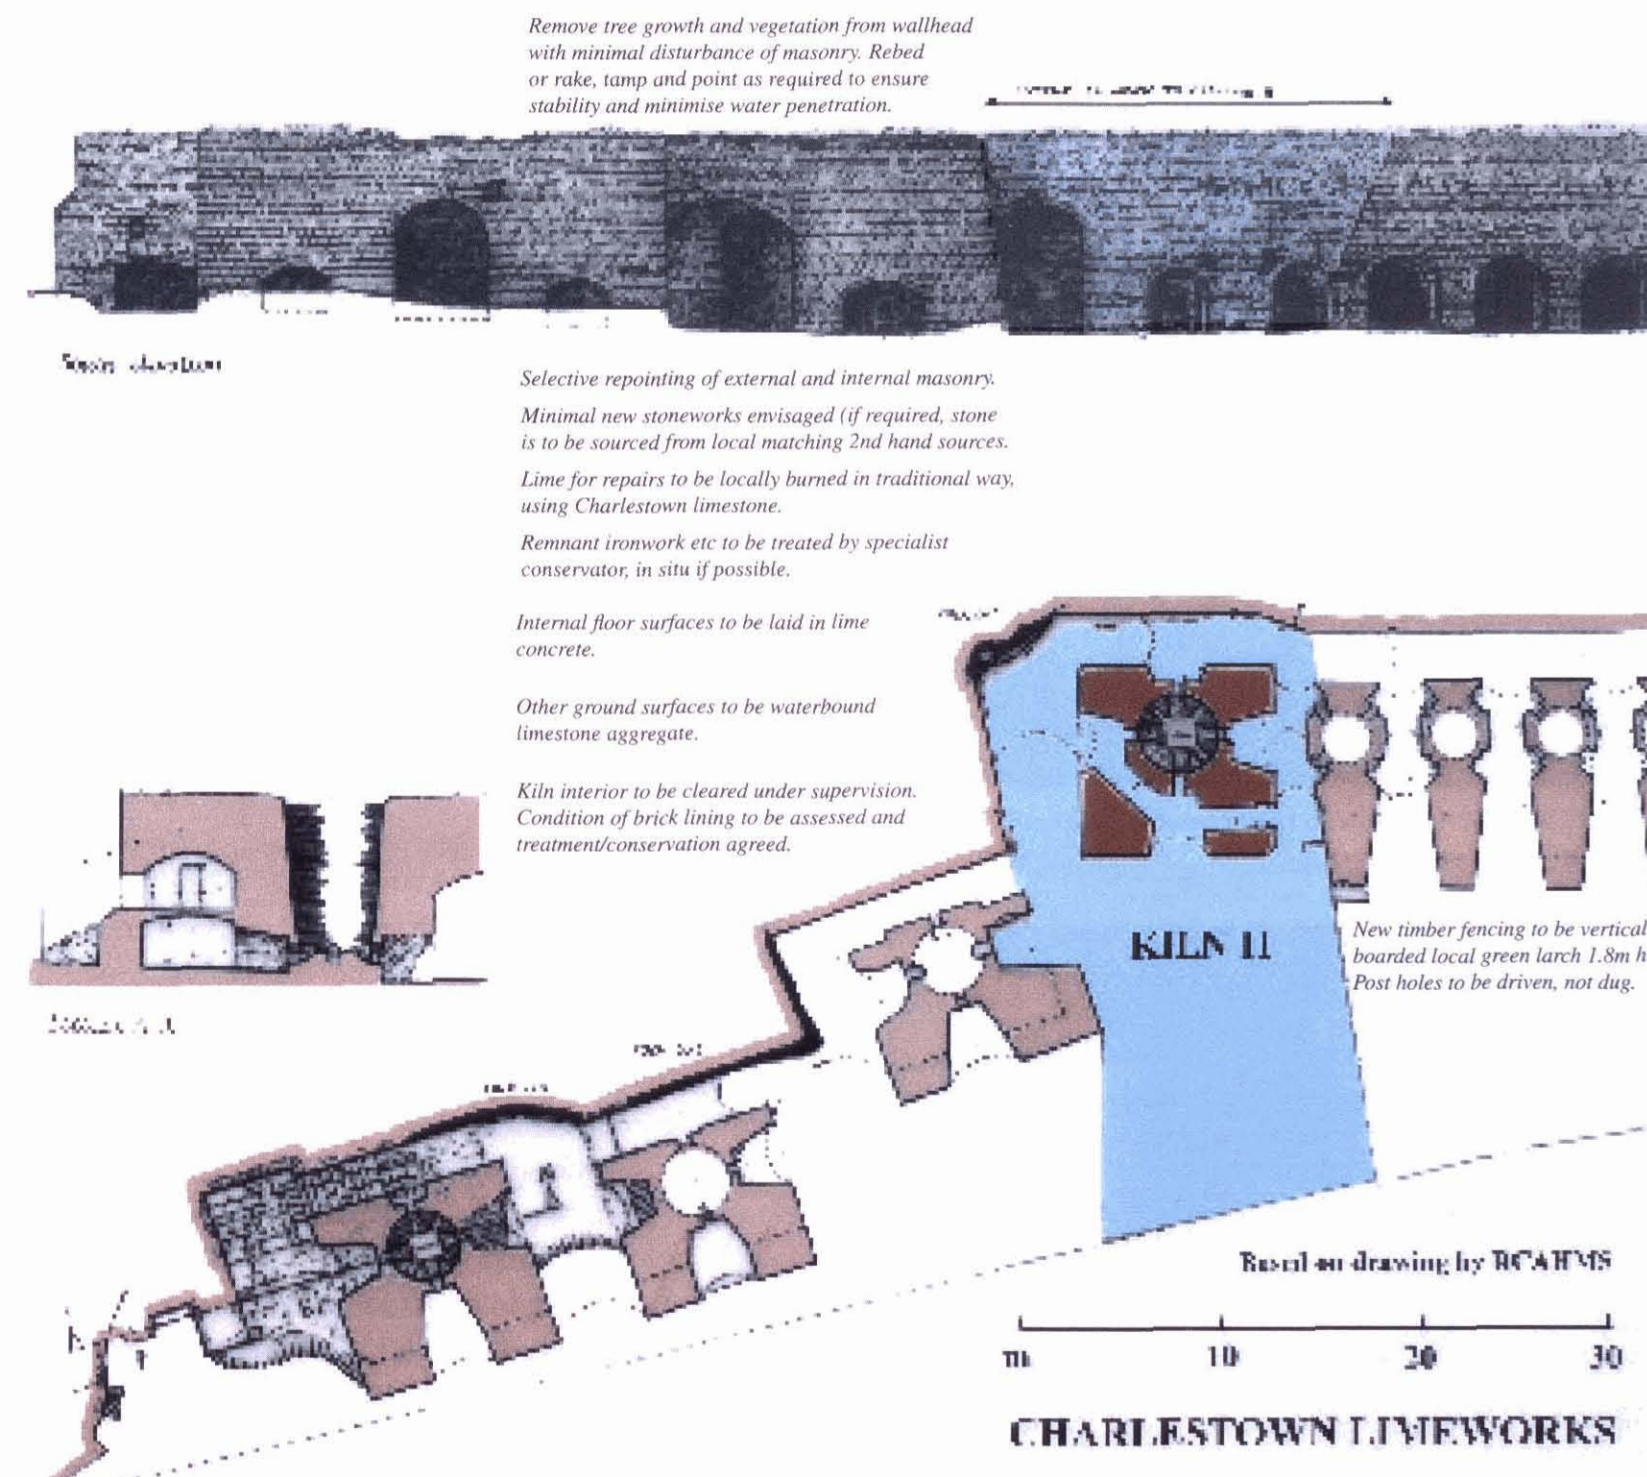 Remove tree growth and vegetation from wallhead
with minimal disturbance of masonry. Rebed
or rake, tamp and point as required to ensure
stability and minimise water penetration.
elevation
Selective repointing of external and internal masonry.
Minimal new stoneworks envisaged (if required, stone
is to be sourced from local matching 2nd hand sources.
Lime for repairs to be locally burned in traditional way,
using Charlestown limestone.
Remnant ironwork etc to be treated by specialist
conservator, in situ if possible.
Internal floor surfaces to be laid in lime
concrete.
Other ground surfaces to be waterbound
limestone aggregate.
Kiln interior to be cleared under supervision.
Condition of brick lining to be assessed and
treatment/conservation agreed.
KILN 11
New timber fencing to be vertical
boarded local green larch 1.8m h
Post holes to be driven, not dug.
Based on drawing by RCAHMS
m 10 20 30
CHARLESTOWN LIMEWORKS